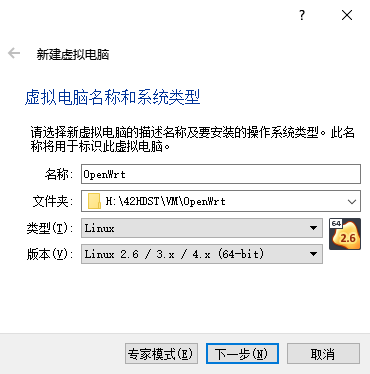 ?
新建虚拟电脑
虚拟电脑名称和系统类型
请选择新虚拟电脑的描述名称及要安装的操作系统类型。此名
称将用于标识此虚拟电脑。
名称: OpenWrt
文件夹: H:\42HDST\VM\OpenWrt
类型(T): Linux
64
2.6
版本(V): Linux 2.6 / 3.x / 4.x (64-bit)
专家模式(E) 下一步(N) 取消